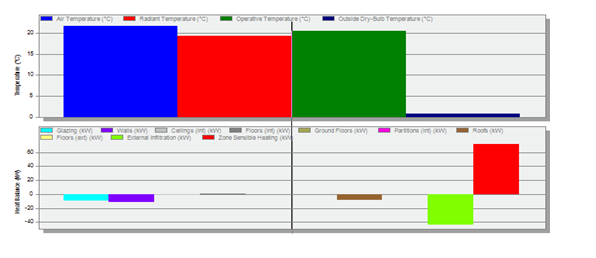 Air Temperature (°C) Radiant Temperature (°C) Operative Temperature (°C) Outside Dry-Bulb Temperature (°C)
Temperature (°C)
20
15
10
5
0
Glazing (kW) Walls (kW) Ceilings (int) (kW) Floors (int) (kW) Ground Floors (kW) Partitions (int) (kW) Roofs (kW)
Floors (ext) (kW) External Infiltration (kW) Zone Sensible Heating (kW)
Heat Balance (kW)
60
40
20
0
-20
-40